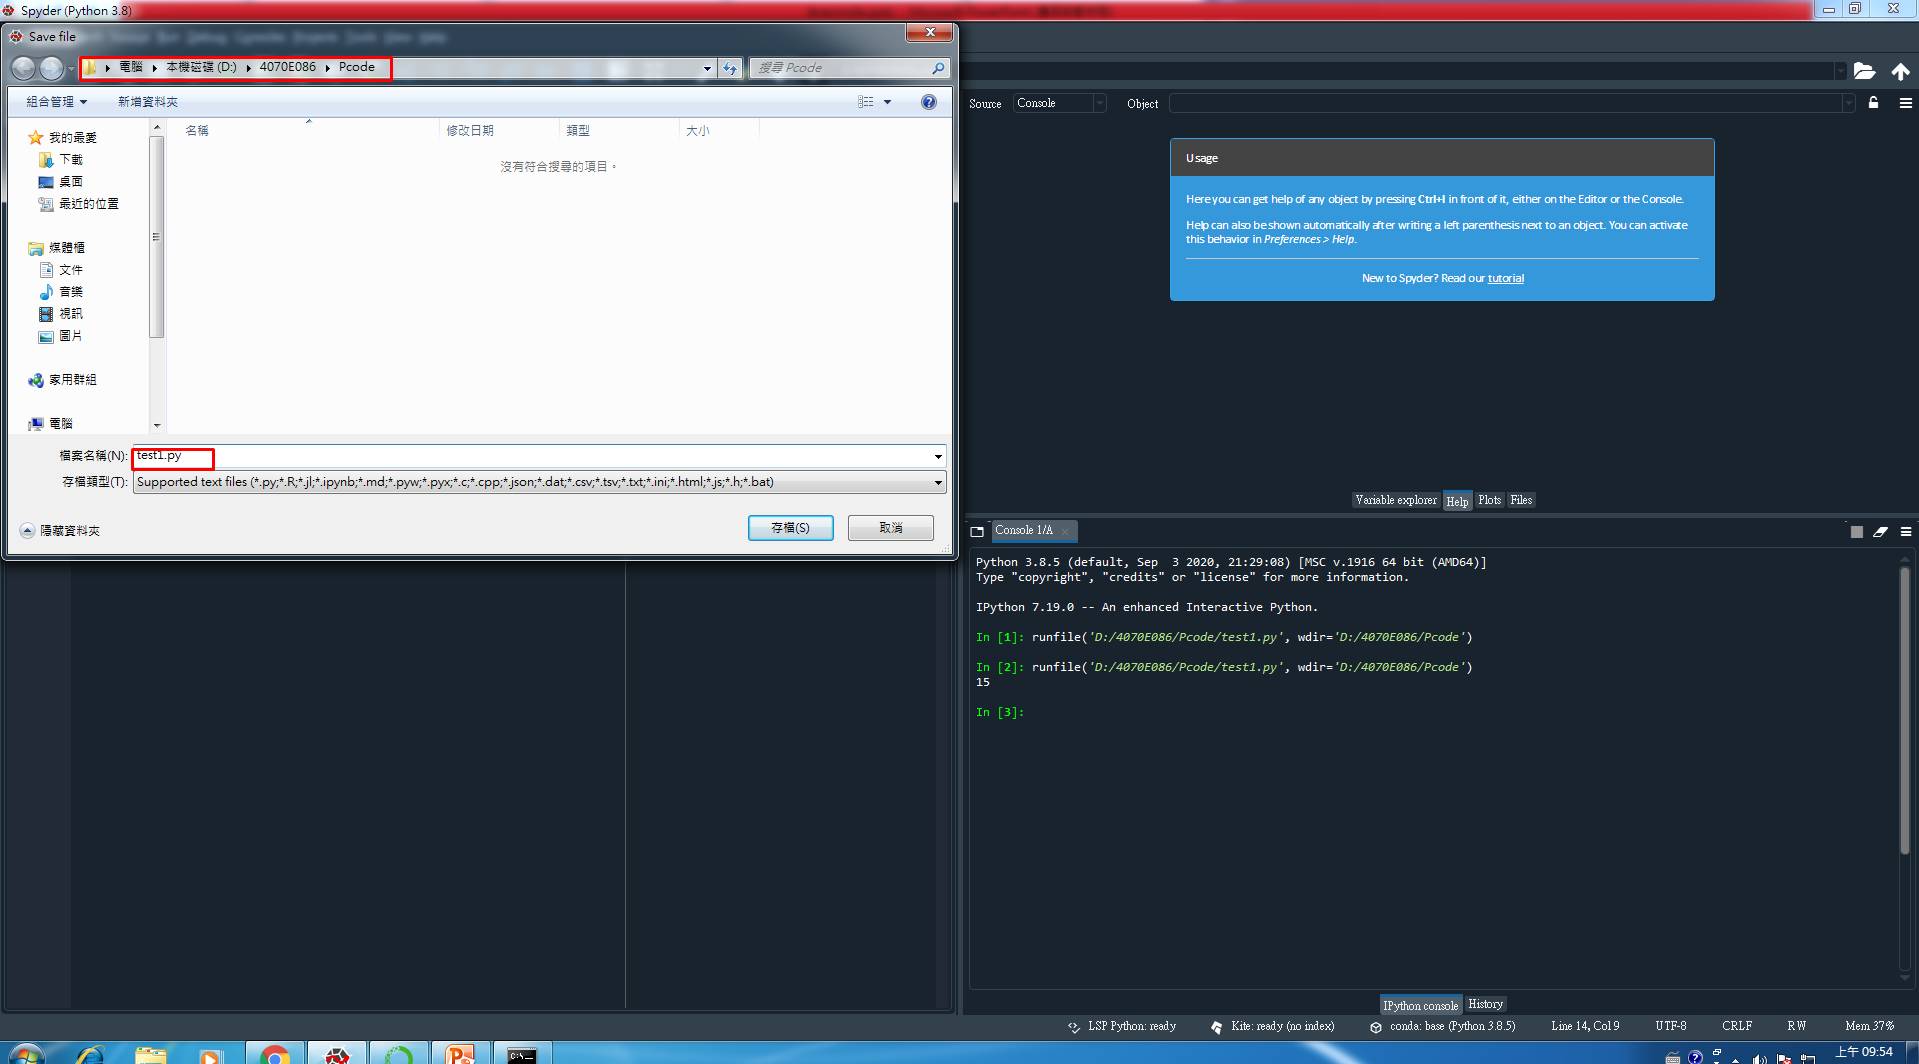 Spyder (Python 3.8)
Save file
電腦 本機磁碟 (D:) 4070E086 Pcode
搜尋 Pcode
組合管理 新增資料夾
名稱 修改日期 類型 大小
沒有符合搜尋的項目。
我的最愛
下載
桌面
最近的位置
媒體櫃
文件
音樂
視訊
圖片
家用群組
電腦
檔案名稱(N): test1.py
存檔類型(T): Supported text files (*.py;*.R;*.jl;*.ipynb;*.md;*.pyw;*.pyx;*.c;*.cpp;*.json;*.dat;*.csv;*.tsv;*.txt;*.ini;*.html;*.js;*.h;*.bat)
隱藏資料夾 存檔(S) 取消
Source Console Object
Usage
Here you can get help of any object by pressing Ctrl+I in front of it, either on the Editor or the Console.
Help can also be shown automatically after writing a left parenthesis next to an object. You can activate
this behavior in Preferences > Help.
New to Spyder? Read our tutorial
Variable explorer Help Plots Files
Console 1/A
Python 3.8.5 (default, Sep  3 2020, 21:29:08) [MSC v.1916 64 bit (AMD64)]
Type "copyright", "credits" or "license" for more information.
IPython 7.19.0 -- An enhanced Interactive Python.
In [1]: runfile('D:/4070E086/Pcode/test1.py', wdir='D:/4070E086/Pcode')
In [2]: runfile('D:/4070E086/Pcode/test1.py', wdir='D:/4070E086/Pcode')
15
In [3]:
IPython console History
LSP Python: ready Kite: ready (no index) conda: base (Python 3.8.5) Line 14, Col 9 UTF-8 CRLF RW Mem 37%
上午 09:54